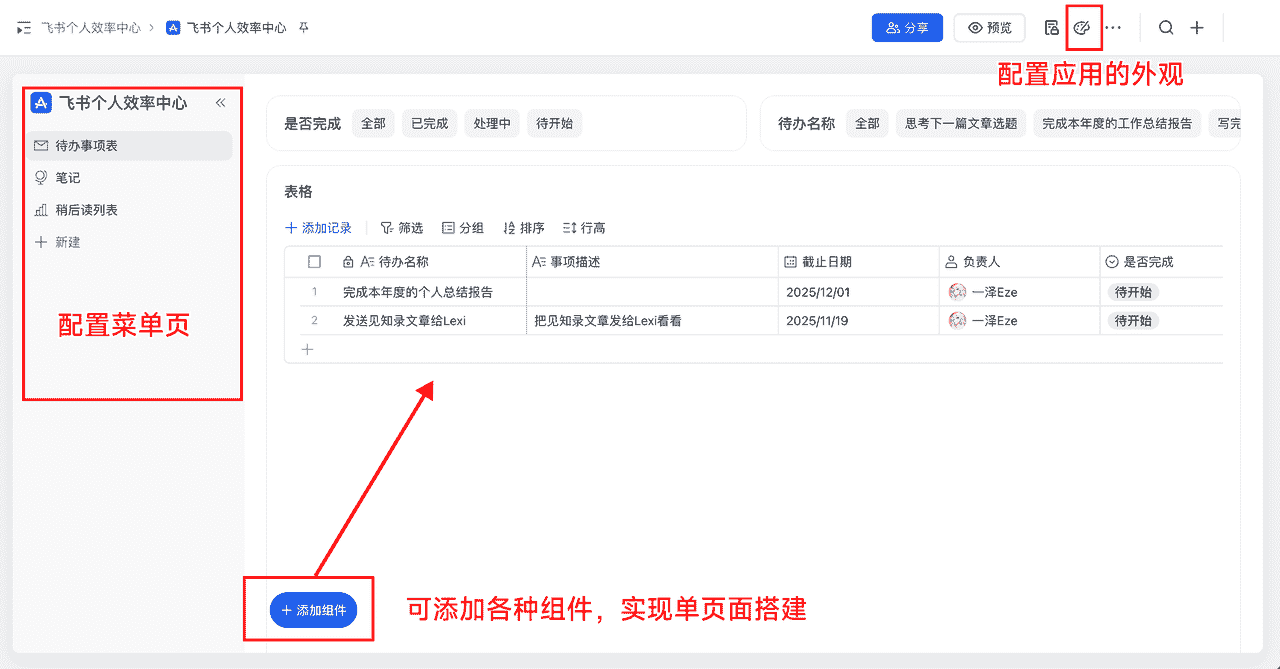 飞书个人效率中心 > 飞书个人效率中心
分享 预览
配置应用的外观
飞书个人效率中心
待办事项表
笔记
稍后读列表
新建
配置菜单页
是否完成 全部 已完成 处理中 待开始
待办名称 全部 思考下一篇文章选题 完成本年度的工作总结报告 写完
表格
添加记录 筛选 分组 排序 行高
待办名称 事项描述 截止日期 负责人 是否完成
1 完成本年度的个人总结报告 2025/12/01 一泽Eze 待开始
2 发送见知录文章给Lexi 把见知录文章发给Lexi看看 2025/11/19 一泽Eze 待开始
+ 添加组件
可添加各种组件，实现单页面搭建